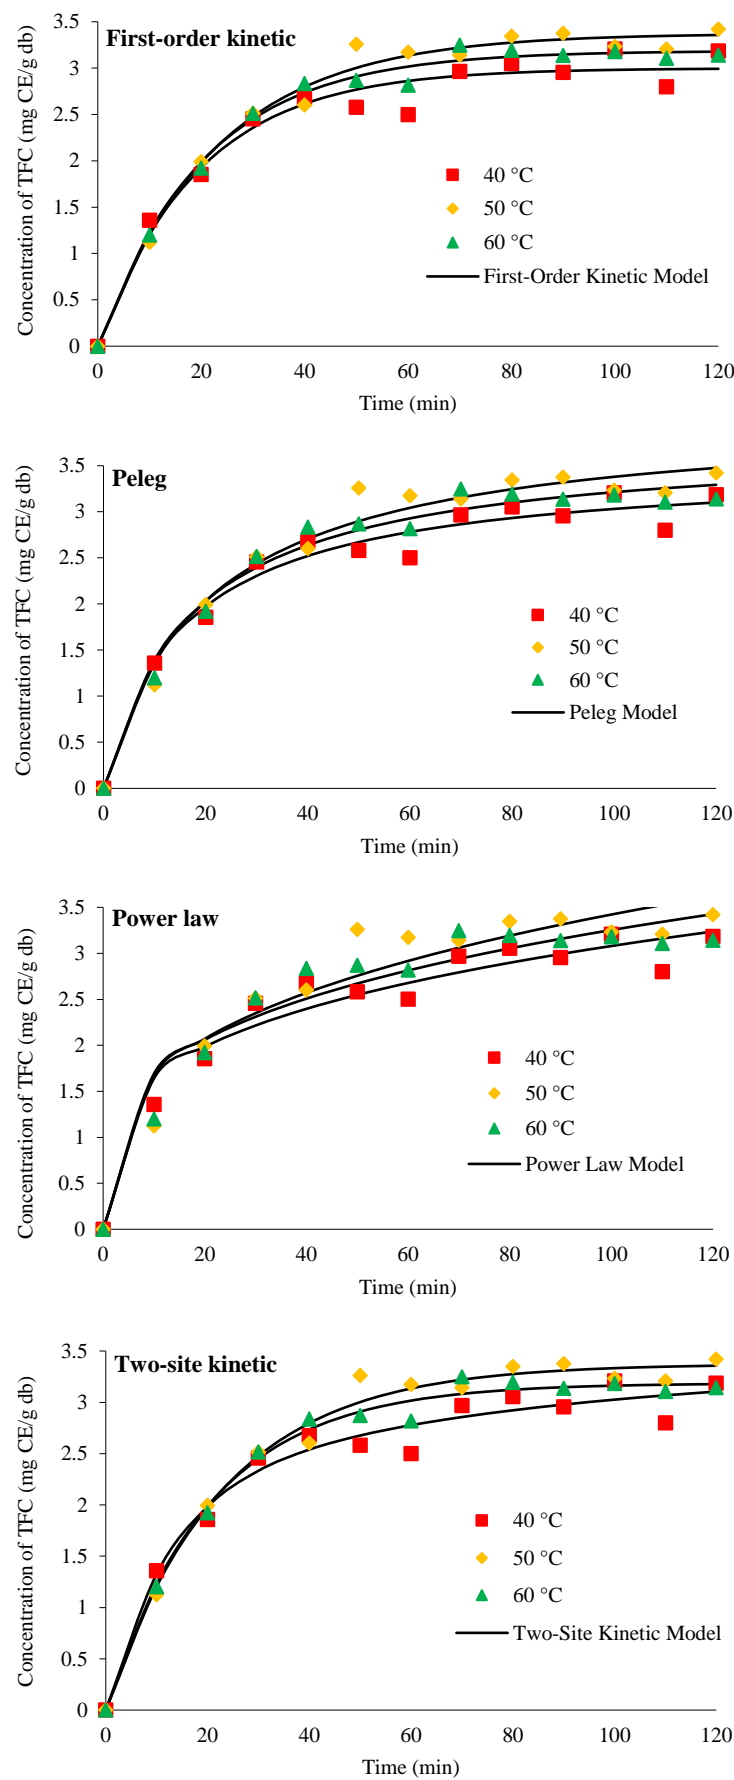 First-order kinetic
Concentration of TFC (mg CE/g db)
3.5
3
2.5
2
1.5
1
0.5
0
40 °C
50 °C
60 °C
First-Order Kinetic Model
0 20 40 60 80 100 120
Time (min)
Peleg
Concentration of TFC (mg CE/g db)
3.5
3
2.5
2
1.5
1
0.5
0
40 °C
50 °C
60 °C
Peleg Model
0 20 40 60 80 100 120
Time (min)
Power law
Concentration of TFC (mg CE/g db)
3.5
3
2.5
2
1.5
1
0.5
0
40 °C
50 °C
60 °C
Power Law Model
0 20 40 60 80 100 120
Time (min)
Two-site kinetic
Concentration of TFC (mg CE/g db)
3.5
3
2.5
2
1.5
1
0.5
0
40 °C
50 °C
60 °C
Two-Site Kinetic Model
0 20 40 60 80 100 120
Time (min)